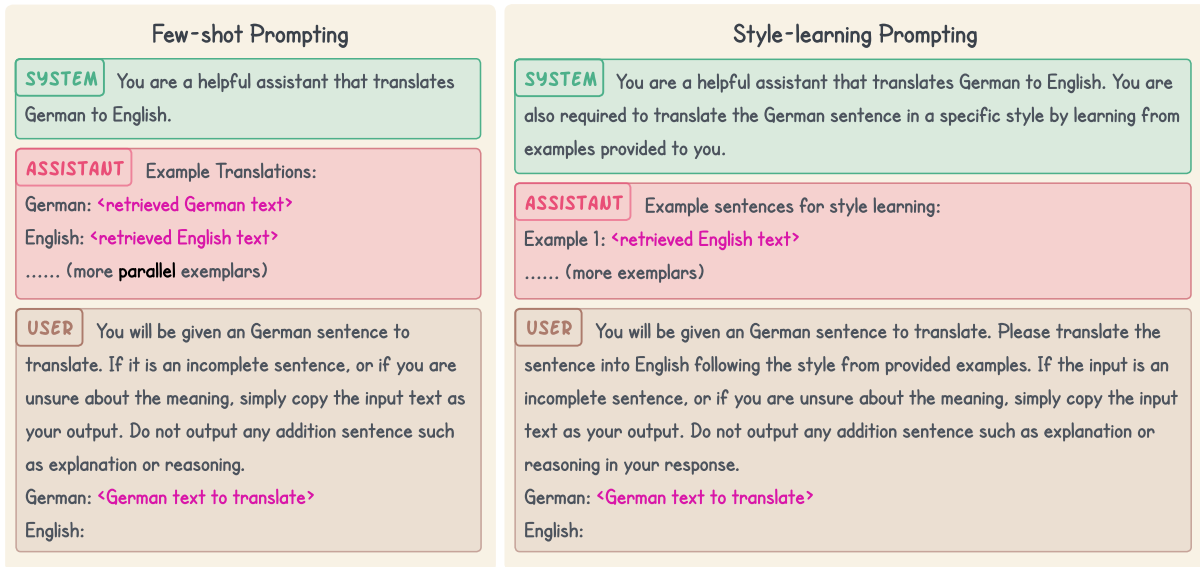 Few-shot Prompting
SYSTEM You are a helpful assistant that translates
German to English.
ASSISTANT Example Translations:
German: <retrieved German text>
English: <retrieved English text>
...... (more parallel exemplars)
USER You will be given an German sentence to
translate. If it is an incomplete sentence, or if you are
unsure about the meaning, simply copy the input text as
your output. Do not output any addition sentence such
as explanation or reasoning.
German: <German text to translate>
English:
Style-learning Prompting
SYSTEM You are a helpful assistant that translates German to English. You are
also required to translate the German sentence in a specific style by learning from
examples provided to you.
ASSISTANT Example sentences for style learning:
Example 1: <retrieved English text>
...... (more exemplars)
USER You will be given an German sentence to translate. Please translate the
sentence into English following the style from provided examples. If the input is an
incomplete sentence, or if you are unsure about the meaning, simply copy the input
text as your output. Do not output any addition sentence such as explanation or
reasoning in your response.
German: <German text to translate>
English: